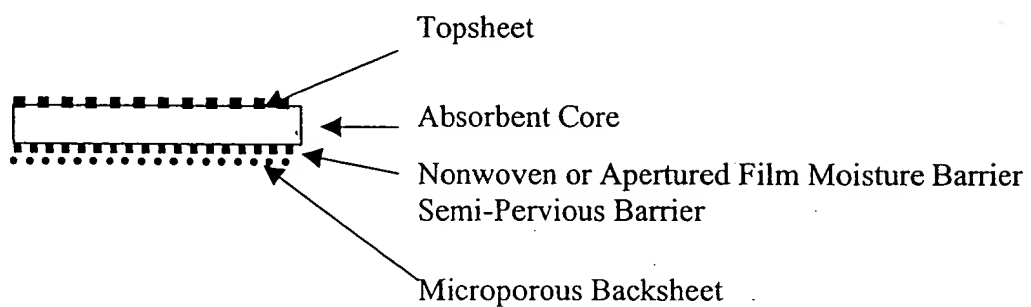 Topsheet
Absorbent Core
Nonwoven or Apertured Film Moisture Barrier
Semi-Pervious Barrier
Microporous Backsheet